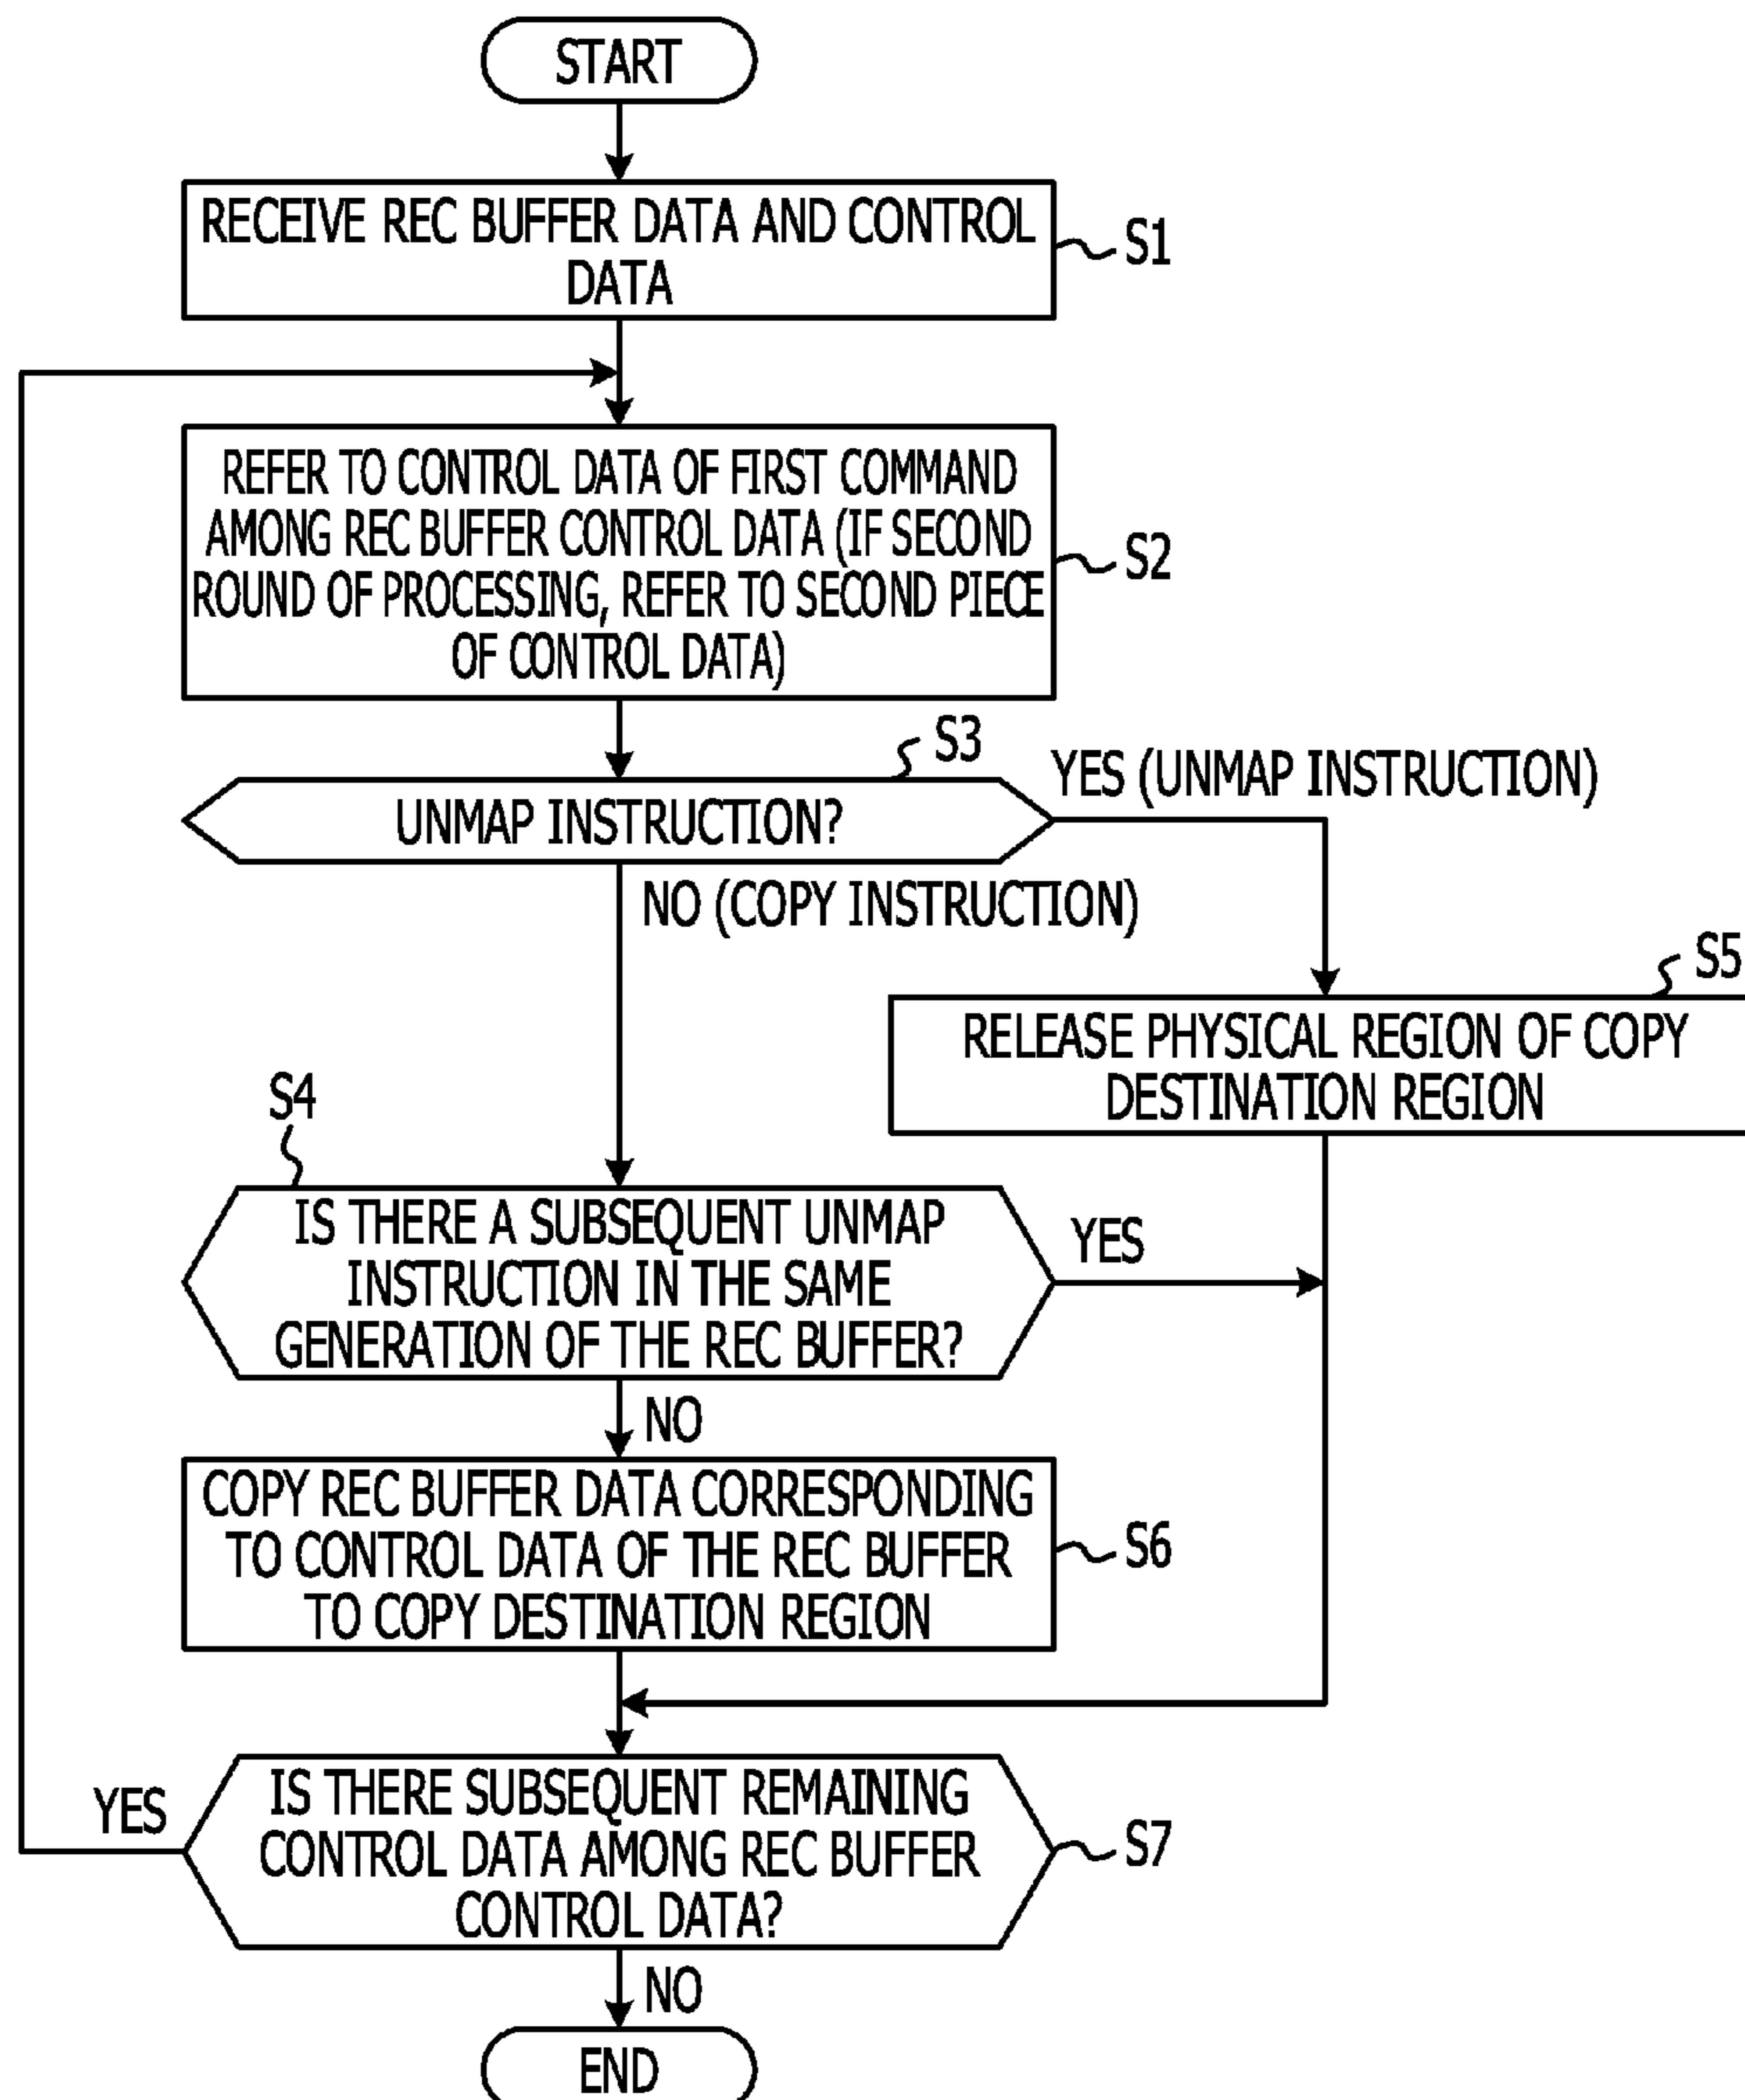 START
RECEIVE REC BUFFER DATA AND CONTROL
DATA
S1
REFER TO CONTROL DATA OF FIRST COMMAND
AMONG REC BUFFER CONTROL DATA (IF SECOND
ROUND OF PROCESSING, REFER TO SECOND PIECE
OF CONTROL DATA)
S2
S3
UNMAP INSTRUCTION?
YES (UNMAP INSTRUCTION)
NO (COPY INSTRUCTION)
S5
RELEASE PHYSICAL REGION OF COPY
DESTINATION REGION
S4
IS THERE A SUBSEQUENT UNMAP
INSTRUCTION IN THE SAME
GENERATION OF THE REC BUFFER?
YES
NO
COPY REC BUFFER DATA CORRESPONDING
TO CONTROL DATA OF THE REC BUFFER
TO COPY DESTINATION REGION
S6
YES
IS THERE SUBSEQUENT REMAINING
CONTROL DATA AMONG REC BUFFER
CONTROL DATA?
S7
NO
END